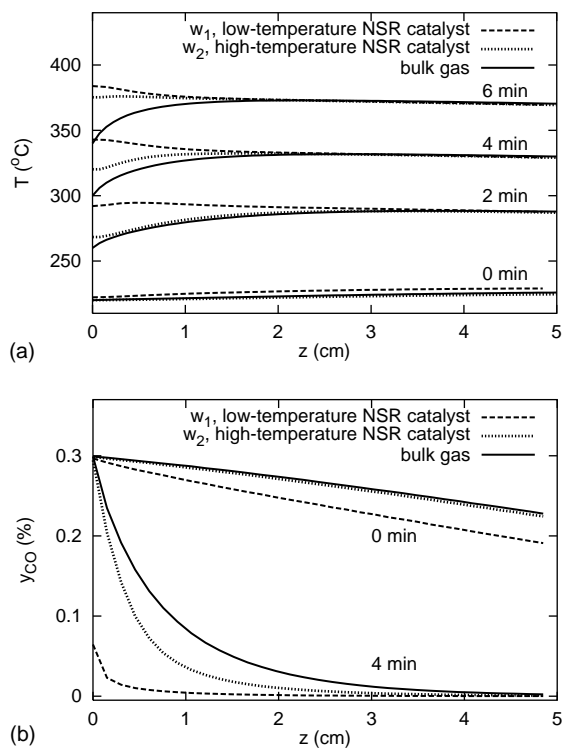 w1, low-temperature NSR catalyst
w2, high-temperature NSR catalyst
bulk gas
400
350
300
250
T (°C)
6 min
4 min
2 min
0 min
0
1
2
3
4
5
z (cm)
(a)
w1, low-temperature NSR catalyst
w2, high-temperature NSR catalyst
bulk gas
0.3
0.2
0.1
0
yCO (%)
0 min
4 min
0
1
2
3
4
5
z (cm)
(b)